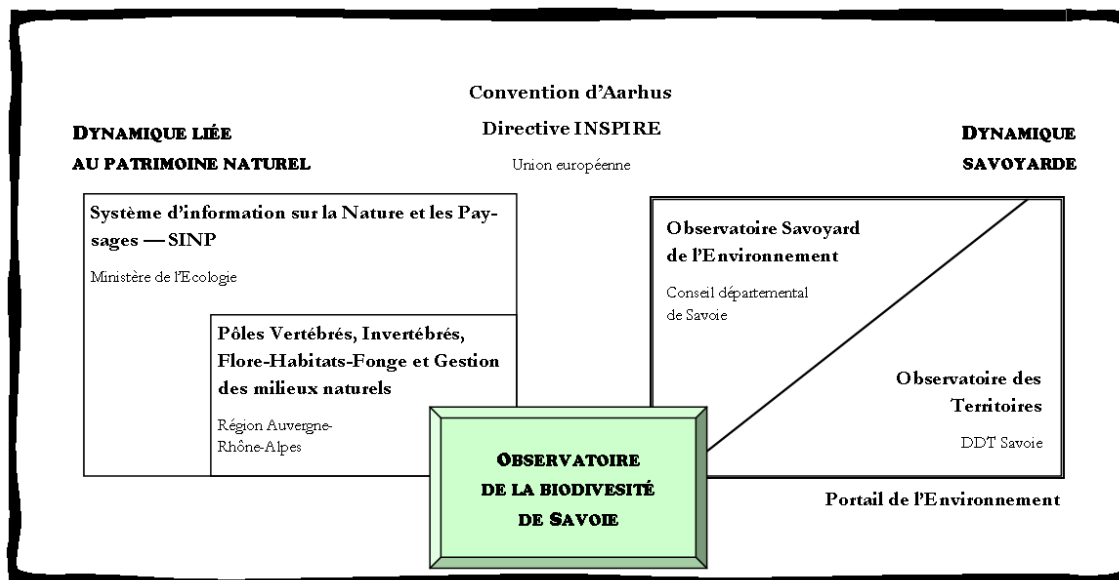 Convention d'Aarhus
Directive INSPIRE
Union européenne
DYNAMIQUE LIÉE
AU PATRIMOINE NATUREL
DYNAMIQUE
SAVOYARDE
Système d'information sur la Nature et les Pay-
sages — SINP
Ministère de l'Ecologie
Pôles Vertébrés, Invertébrés,
Flore-Habitats-Fonge et Gestion
des milieux naturels
Région Auvergne-
Rhône-Alpes
Observatoire Savoyard
de l'Environnement
Conseil départemental
de Savoie
Observatoire des
Territoires
DDT Savoie
OBSERVATOIRE
DE LA BIODIVESITÉ
DE SAVOIE
Portail de l'Environnement